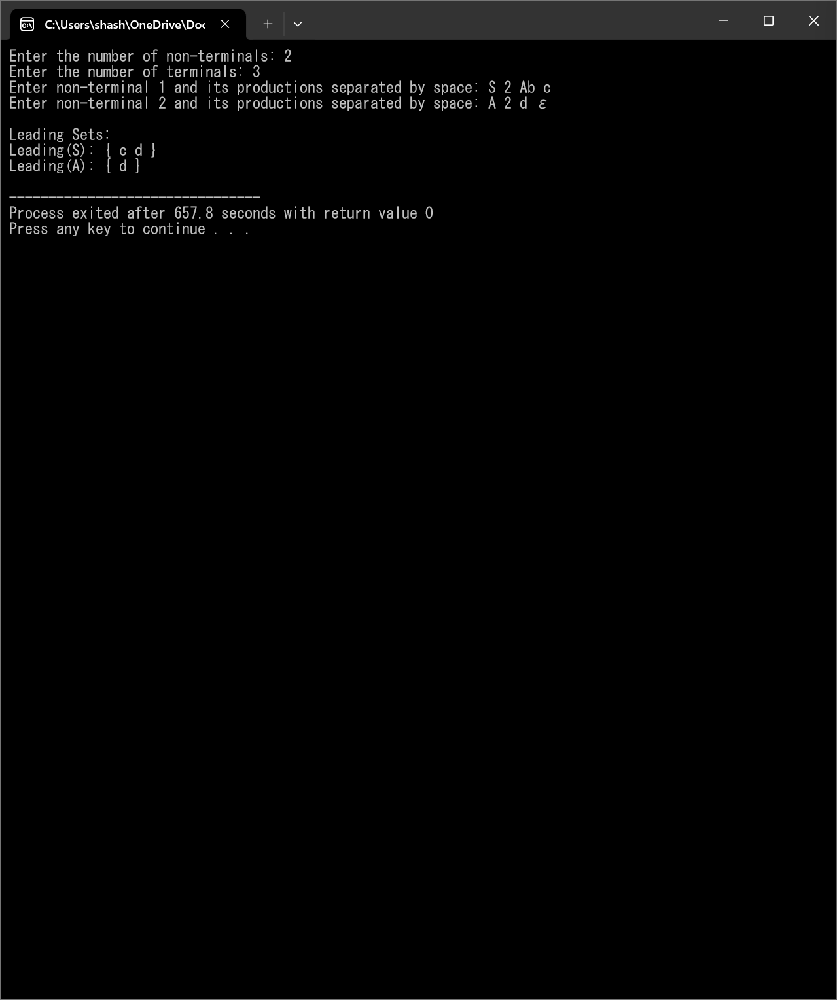 C:\Users\shash\OneDrive\Doc
Enter the number of non-terminals: 2
Enter the number of terminals: 3
Enter non-terminal 1 and its productions separated by space: S 2 Ab c
Enter non-terminal 2 and its productions separated by space: A 2 d ε
Leading Sets:
Leading(S): { c d }
Leading(A): { d }
--------------------------------
Process exited after 657.8 seconds with return value 0
Press any key to continue . . .